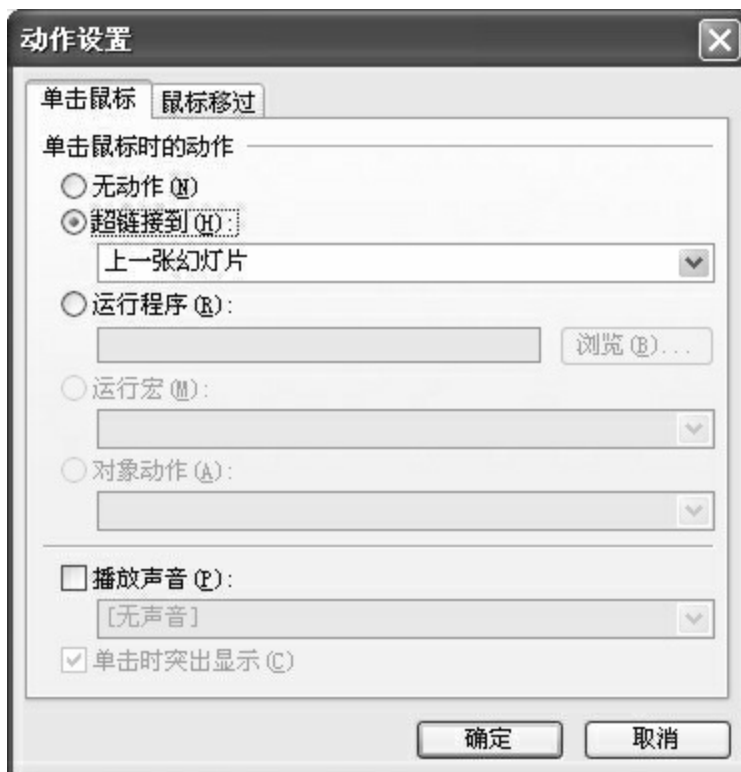 动作设置
单击鼠标 鼠标移过
单击鼠标时的动作
无动作(N)
超链接到(H):
上一张幻灯片
运行程序(R):
浏览(B)...
运行宏(M):
对象动作(A):
播放声音(P):
[无声音]
单击时突出显示(C)
确定 取消